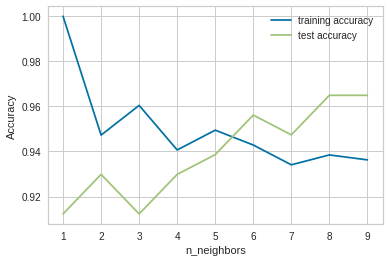 1.00
training accuracy
test accuracy
0.98
0.96
Accuracy
0.94
0.92
1 2 3 4 5 6 7 8 9
n_neighbors